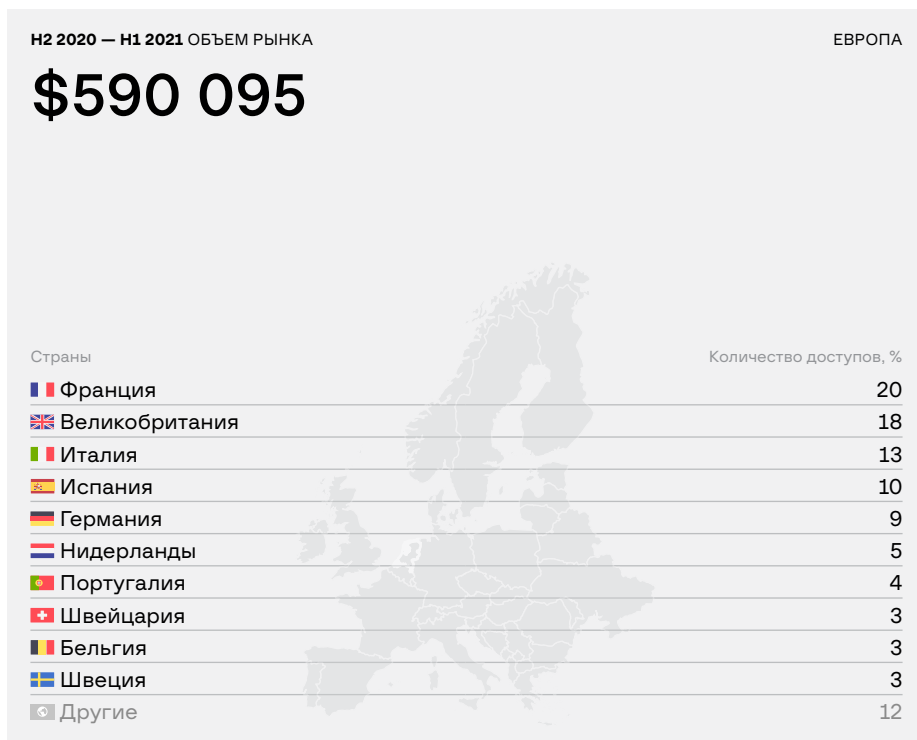 H2 2020 — H1 2021 ОБЪЕМ РЫНКА ЕВРОПА
$590 095
Страны Количество доступов, %
Франция 20
Великобритания 18
Италия 13
Испания 10
Германия 9
Нидерланды 5
Португалия 4
Швейцария 3
Бельгия 3
Швеция 3
Другие 12